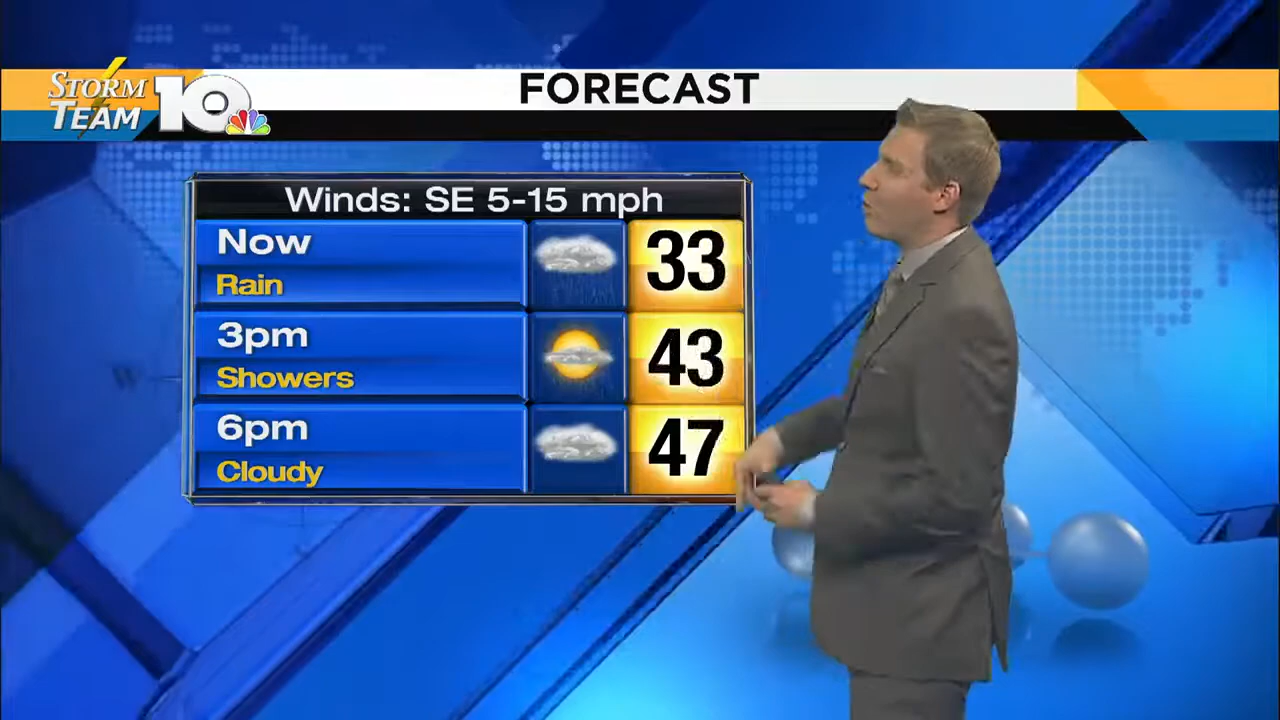 FORECAST
STORM
TEAM 10
Winds: SE 5-15 mph
Now
Rain
33
3pm
Showers
43
6pm
Cloudy
47